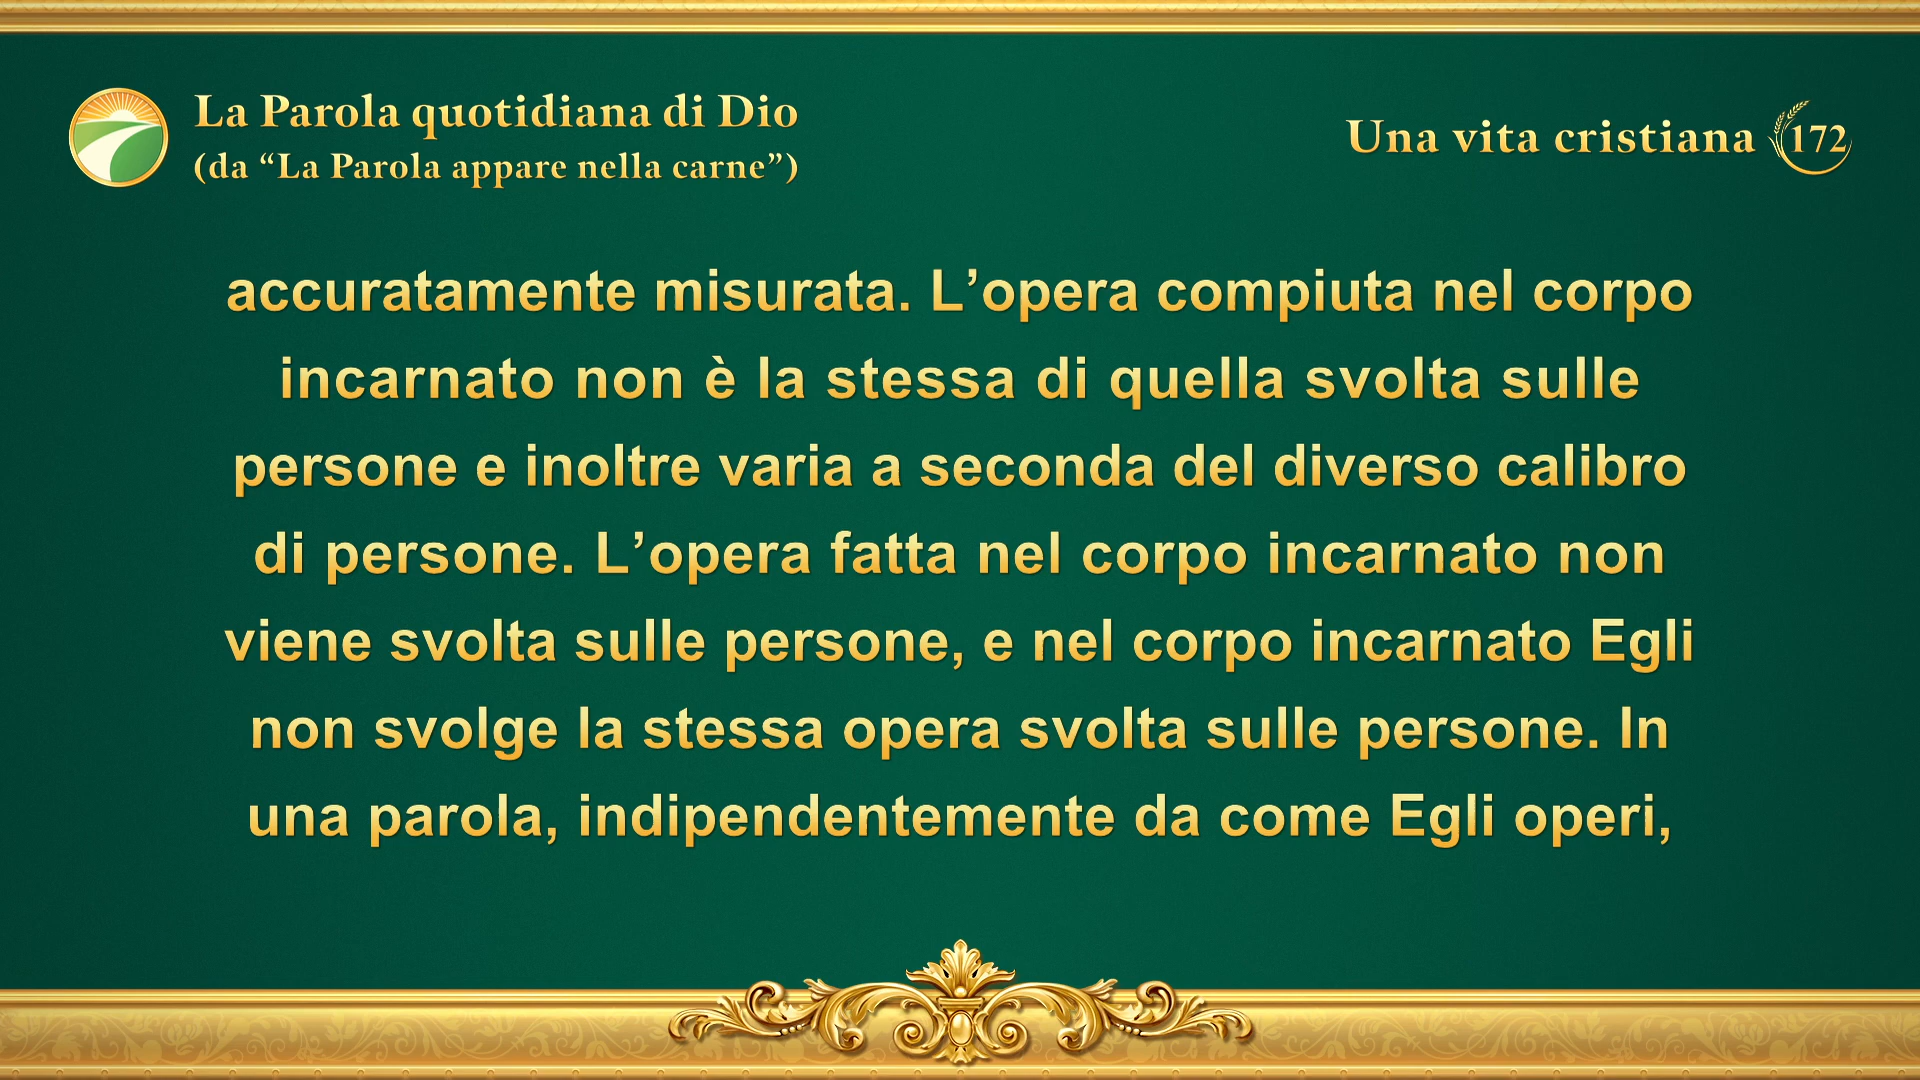 La Parola quotidiana di Dio
(da “La Parola appare nella carne”)
Una vita cristiana 172
accuratamente misurata. L’opera compiuta nel corpo
incarnato non è la stessa di quella svolta sulle
persone e inoltre varia a seconda del diverso calibro
di persone. L’opera fatta nel corpo incarnato non
viene svolta sulle persone, e nel corpo incarnato Egli
non svolge la stessa opera svolta sulle persone. In
una parola, indipendentemente da come Egli operi,